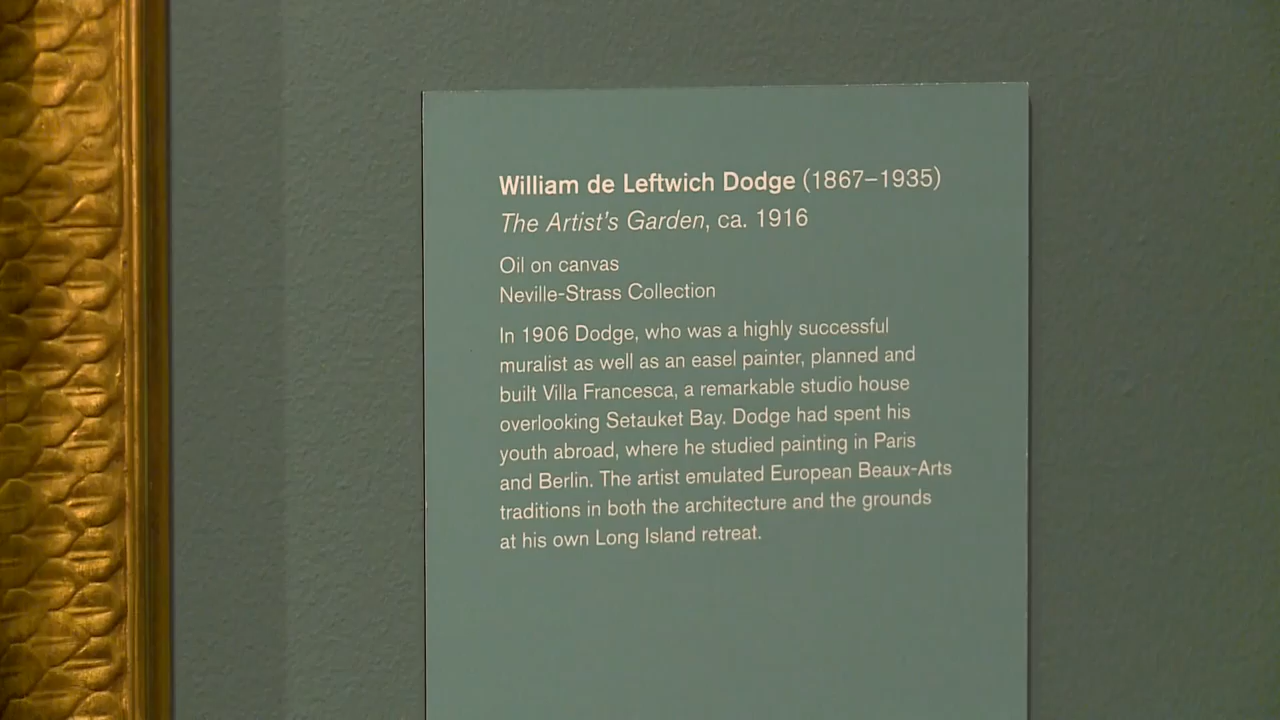 William de Leftwich Dodge (1867–1935)
The Artist's Garden, ca. 1916
Oil on canvas
Neville-Strass Collection
In 1906 Dodge, who was a highly successful
muralist as well as an easel painter, planned and
built Villa Francesca, a remarkable studio house
overlooking Setauket Bay. Dodge had spent his
youth abroad, where he studied painting in Paris
and Berlin. The artist emulated European Beaux-Arts
traditions in both the architecture and the grounds
at his own Long Island retreat.